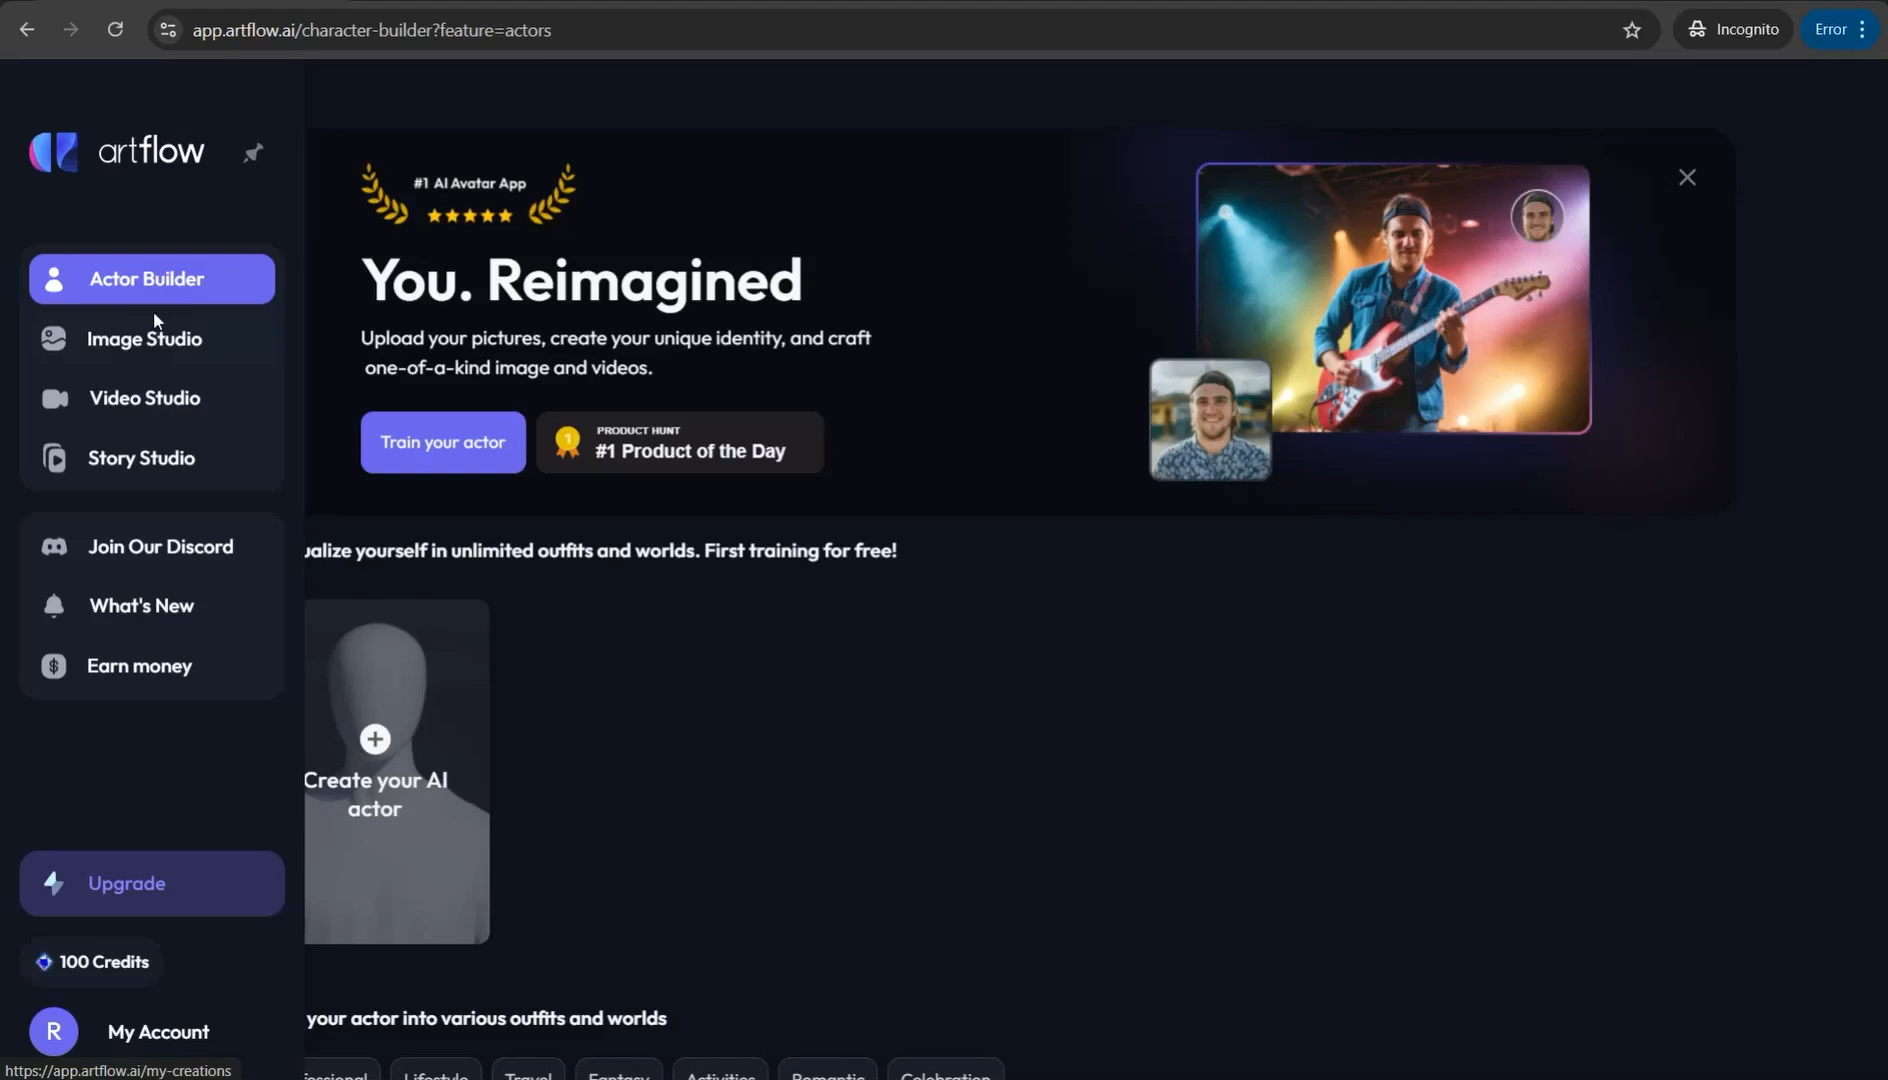 app.artflow.ai/character-builder?feature=actors
Incognito
Error
artflow
Actor Builder
Image Studio
Video Studio
Story Studio
Join Our Discord
What's New
Earn money
Upgrade
100 Credits
R
My Account
https://app.artflow.ai/my-creations
#1 AI Avatar App
You. Reimagined
Upload your pictures, create your unique identity, and craft
one-of-a-kind image and videos.
Train your actor
1
PRODUCT HUNT
#1 Product of the Day
ualize yourself in unlimited outfits and worlds. First training for free!
Create your AI
actor
your actor into various outfits and worlds
essional
Lifestyle
Travel
Fantasy
Activities
Romantic
Celebration